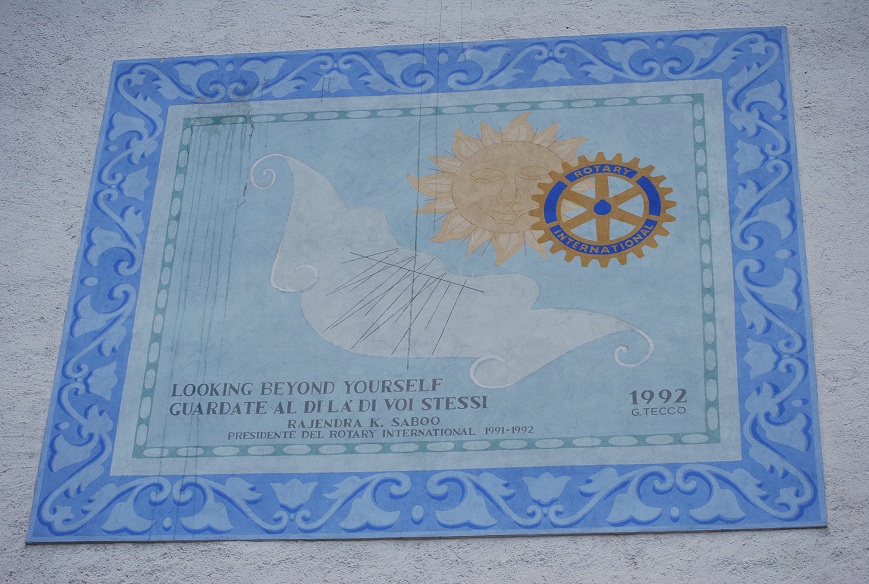 ROTARY
INTERNATIONAL
LOOKING BEYOND YOURSELF
GUARDATE AL DI LA' DI VOI STESSI
RAJENDRA K. SABOO
PRESIDENTE DEL ROTARY INTERNATIONAL 1991-1992
1992
G. TECCO